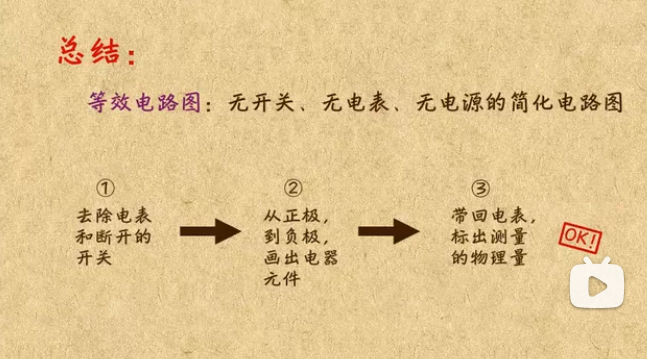 总结：
等效电路图：无开关、无电表、无电源的简化电路图
①
去除电表
和断开的
开关
②
从正极，
到负极，
画出电器
元件
③
带回电表，
标出测量
的物理量
OK!